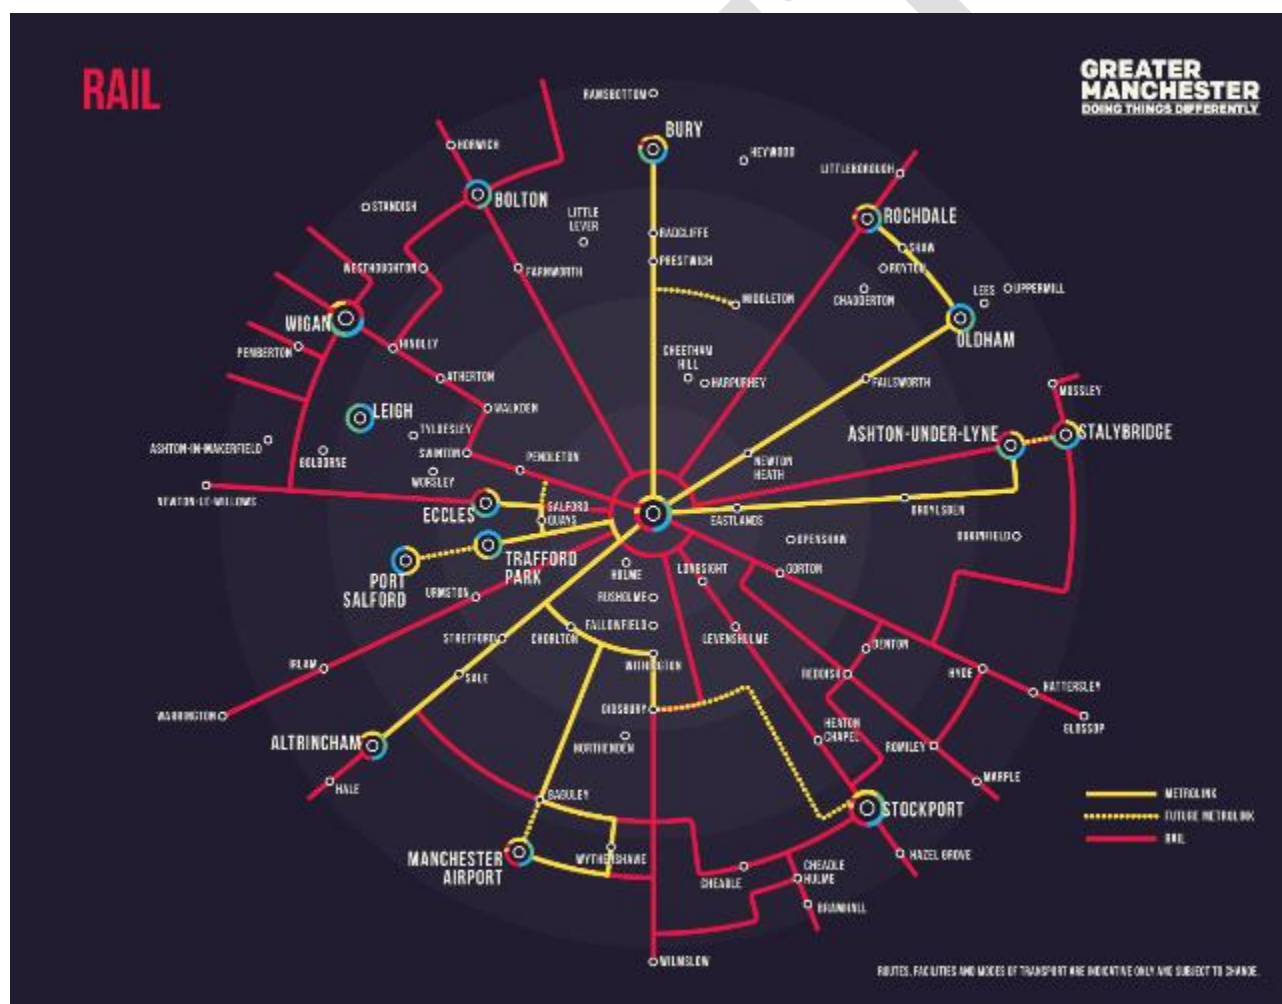 RAIL
GREATER
MANCHESTER
DOING THINGS DIFFERENTLY
RAMSBOTTOM
BURY
HEYWOOD
HORWICH
LITTLEBOROUGH
BOLTON
STANDISH
LITTLE
LEVER
ROCHDALE
RADCLIFFE
SHAW
WESTHOUGHTON
FARNWORTH
PRESTWICH
ROYTON
CHADDERTON
LEES
UPPERMILL
MIDDLETON
WIGAN
OLDHAM
PEMBERTON
HINDLEY
CHEETHAM
HILL
HARPURHEY
ATHERTON
FAILSWORTH
MOSSLEY
LEIGH
WALKDEN
TYLDESLEY
ASHTON-UNDER-LYNE
STALYBRIDGE
ASHTON-IN-MAKERFIELD
GOLBORNE
SWINTON
PENDLETON
NEWTON
HEATH
WORSLEY
NEWTON-LE-WILLOWS
ECCLES
SALFORD
QUAYS
EASTLANDS
DROYLSDEN
DUKINFIELD
OPENSHAW
TRAFFORD
PARK
PORT
SALFORD
HULME
LONGSIGHT
GORTON
URMSTON
RUSHOLME
STRETFORD
CHORLTON
FALLOWFIELD
LEVENSHULME
DENTON
IRLAM
SALE
WITHINGTON
REDDISH
HYDE
HATTERSLEY
GLOSSOP
WARRINGTON
DIDSBURY
ALTRINCHAM
NORTHENDEN
HEATON
CHAPEL
ROMILEY
MARPLE
HALE
BAGULEY
STOCKPORT
METROLINK
FUTURE METROLINK
RAIL
MANCHESTER
AIRPORT
WYTHENSHAWE
CHEADLE
CHEADLE
HULME
HAZEL GROVE
BRAMHALL
WILMSLOW
ROUTES, FACILITIES AND MODES OF TRANSPORT ARE INDICATIVE ONLY AND SUBJECT TO CHANGE.